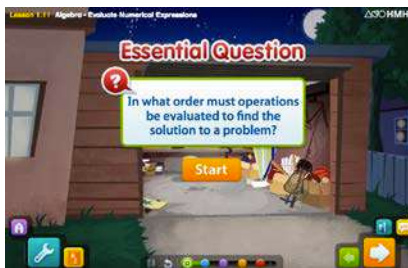 Lesson 1.11 Algebra - Evaluate Numerical Expressions
HMH
Essential Question
?
In what order must operations
be evaluated to find the
solution to a problem?
Start